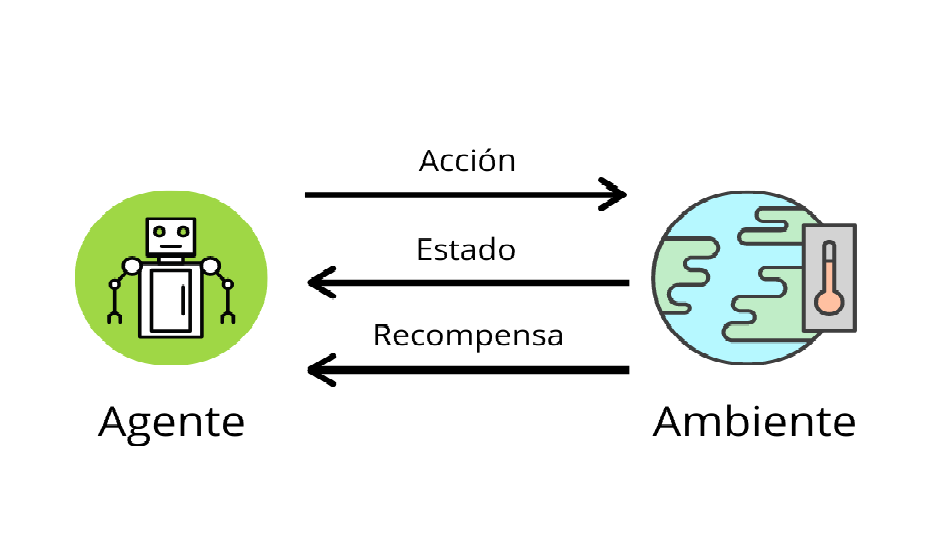 Acción
Estado
Recompensa
Agente
Ambiente